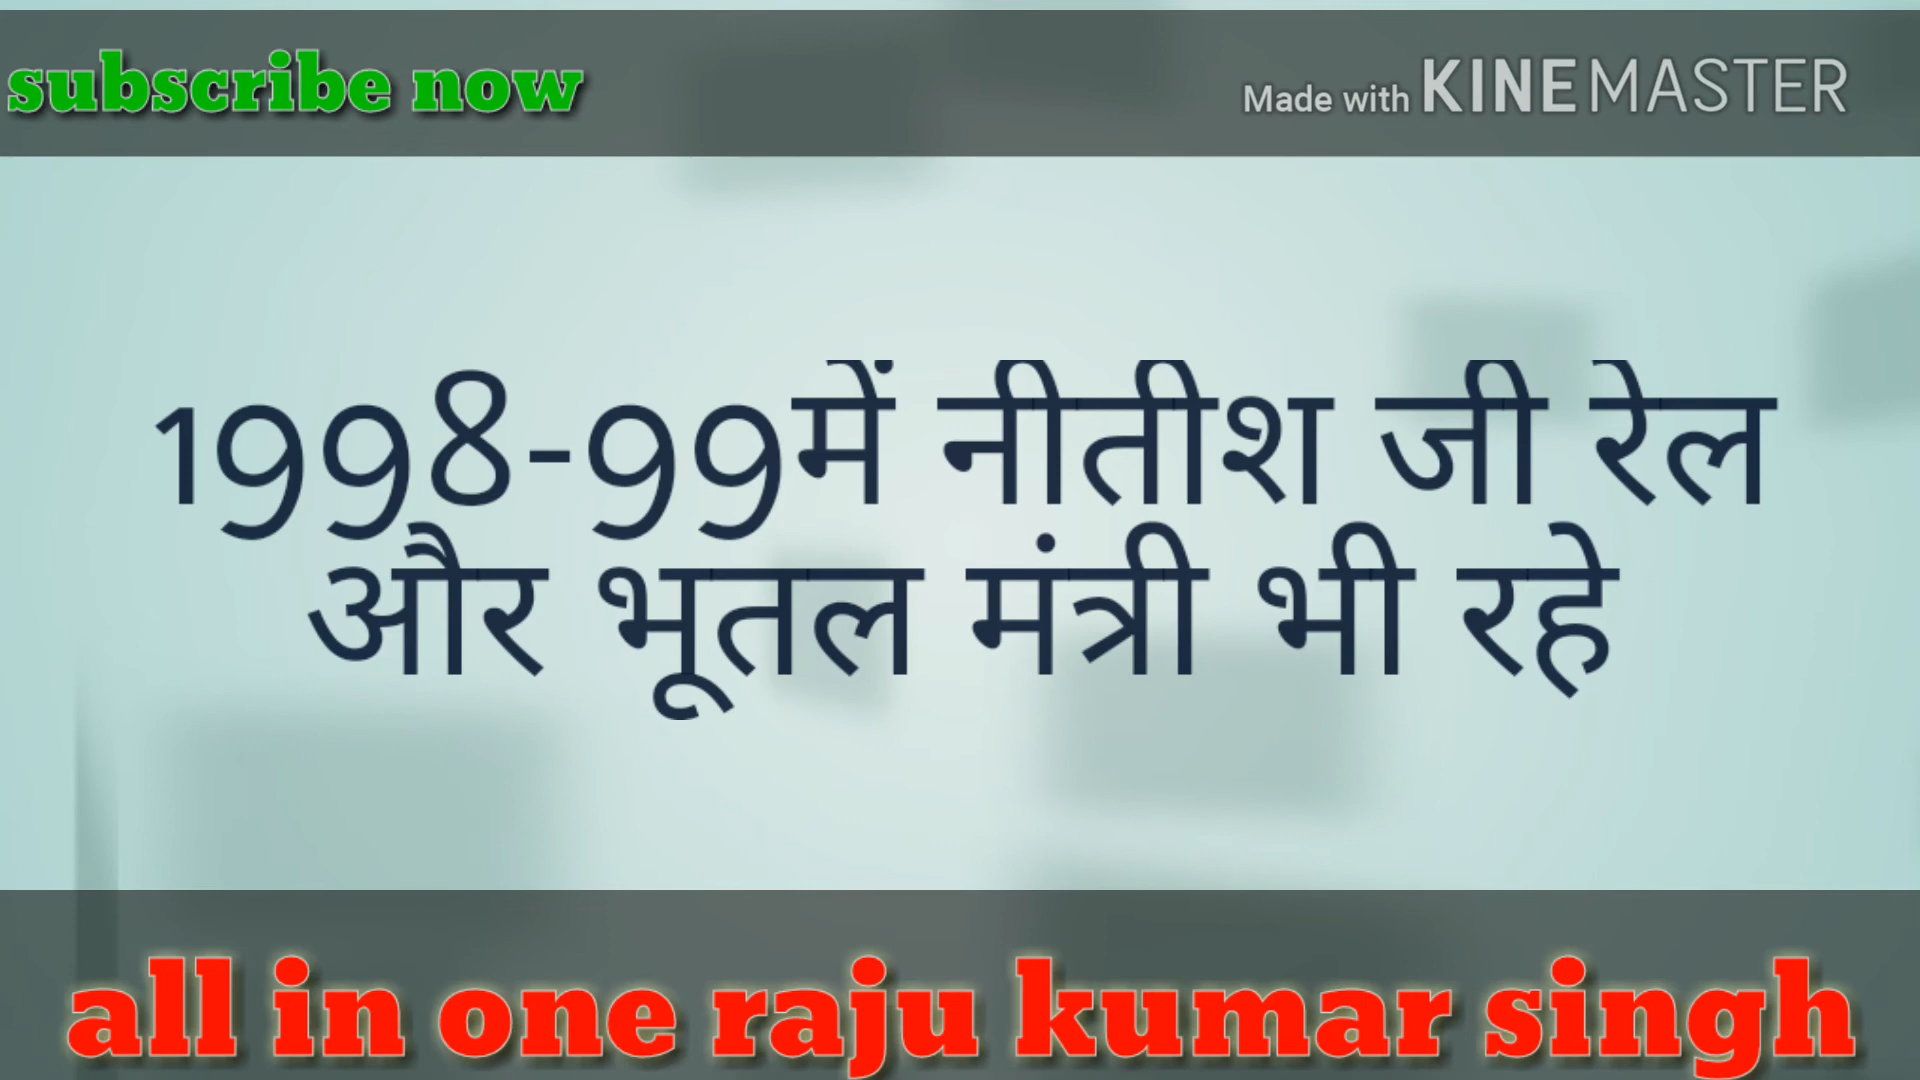 subscribe now
Made with KINEMASTER
1998-99में नीतीश जी रेल
और भूतल मंत्री भी रहे
all in one raju kumar singh